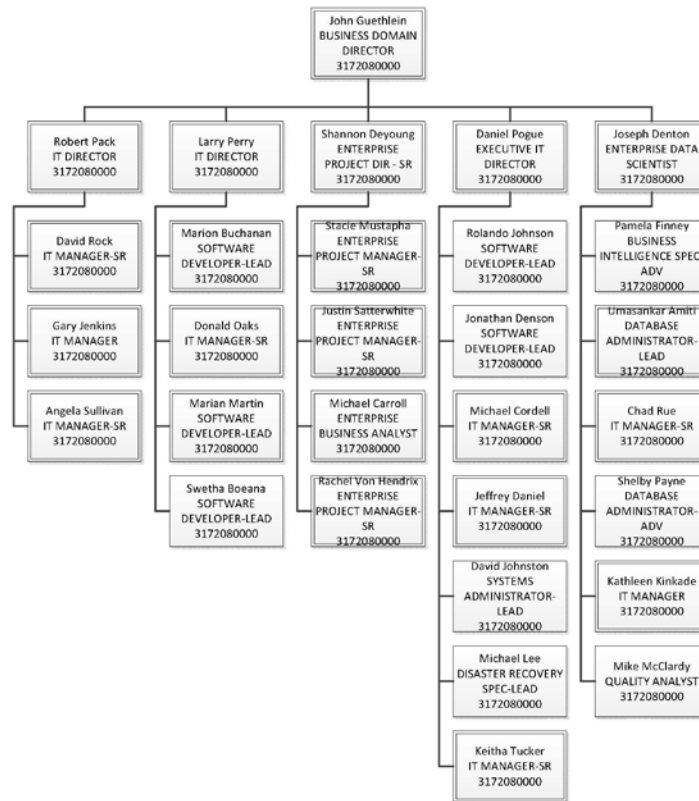 John Guethlein
BUSINESS DOMAIN
DIRECTOR
3172080000
Robert Pack
IT DIRECTOR
3172080000
Larry Perry
IT DIRECTOR
3172080000
Shannon Deyoung
ENTERPRISE
PROJECT DIR - SR
3172080000
Daniel Pogue
EXECUTIVE IT
DIRECTOR
3172080000
Joseph Denton
ENTERPRISE DATA
SCIENTIST
3172080000
David Rock
IT MANAGER-SR
3172080000
Gary Jenkins
IT MANAGER
3172080000
Angela Sullivan
IT MANAGER-SR
3172080000
Marion Buchanan
SOFTWARE
DEVELOPER-LEAD
3172080000
Donald Oaks
IT MANAGER-SR
3172080000
Marian Martin
SOFTWARE
DEVELOPER-LEAD
3172080000
Swetha Boeana
SOFTWARE
DEVELOPER-LEAD
3172080000
Stacie Mustapha
ENTERPRISE
PROJECT MANAGER-
SR
3172080000
Justin Satterwhite
ENTERPRISE
PROJECT MANAGER-
SR
3172080000
Michael Carroll
ENTERPRISE
BUSINESS ANALYST
3172080000
Rachel Von Hendrix
ENTERPRISE
PROJECT MANAGER-
SR
3172080000
Rolando Johnson
SOFTWARE
DEVELOPER-LEAD
3172080000
Jonathan Denson
SOFTWARE
DEVELOPER-LEAD
3172080000
Michael Cordell
IT MANAGER-SR
3172080000
Jeffrey Daniel
IT MANAGER-SR
3172080000
David Johnston
SYSTEMS
ADMINISTRATOR-
LEAD
3172080000
Michael Lee
DISASTER RECOVERY
SPEC-LEAD
3172080000
Keitha Tucker
IT MANAGER-SR
3172080000
Pamela Finney
BUSINESS
INTELLIGENCE SPEC-
ADV
3172080000
Umasankar Amiti
DATABASE
ADMINISTRATOR-
LEAD
3172080000
Chad Rue
IT MANAGER-SR
3172080000
Shelby Payne
DATABASE
ADMINISTRATOR-
ADV
3172080000
Kathleen Kinkade
IT MANAGER
3172080000
Mike McClardy
QUALITY ANALYST
3172080000